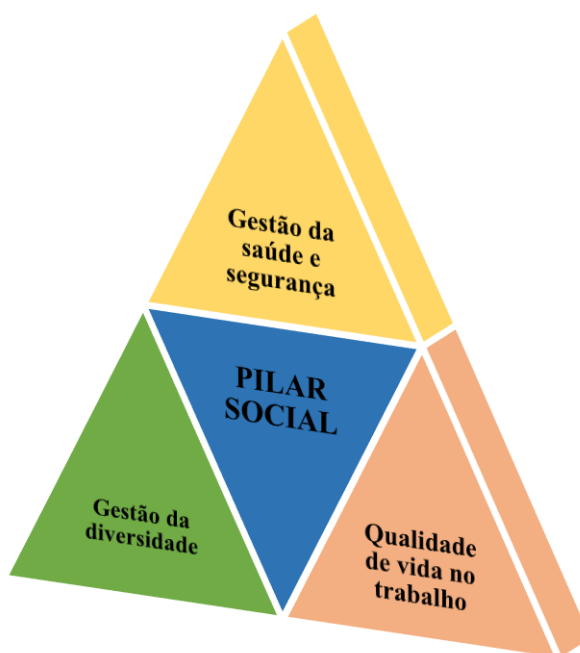 Gestão da
saúde e
segurança
PILAR
SOCIAL
Gestão da
diversidade
Qualidade
de vida no
trabalho